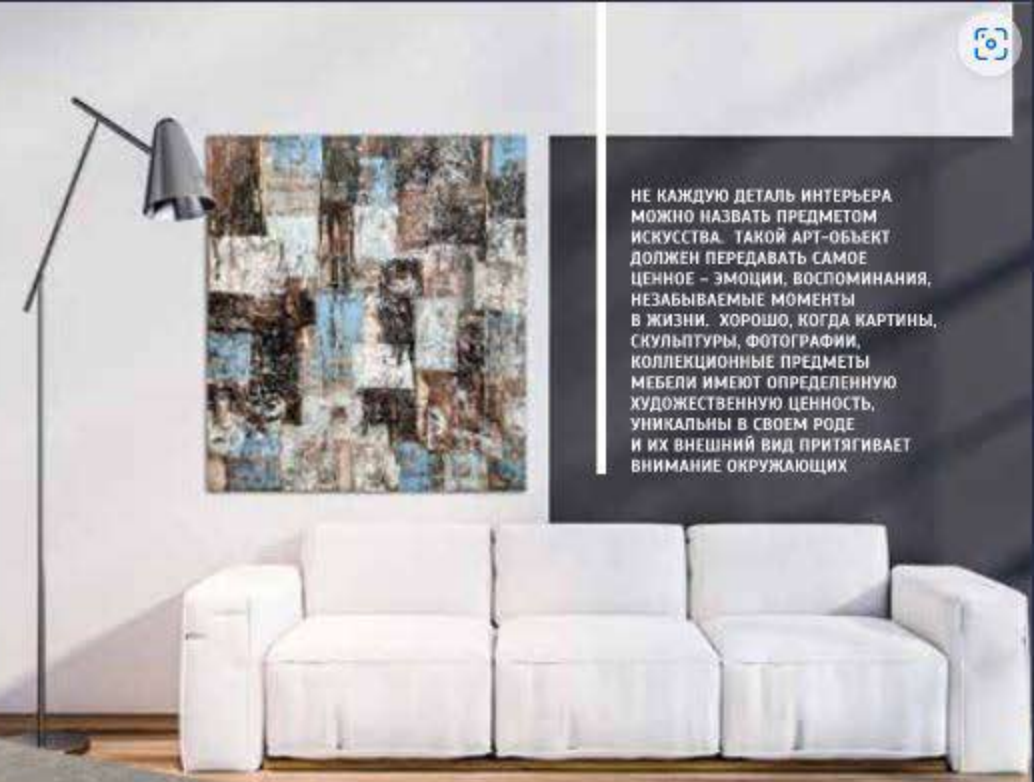 НЕ КАЖДУЮ ДЕТАЛЬ ИНТЕРЬЕРА
МОЖНО НАЗВАТЬ ПРЕДМЕТОМ
ИСКУССТВА. ТАКОЙ АРТ-ОБЪЕКТ
ДОЛЖЕН ПЕРЕДАВАТЬ САМОЕ
ЦЕННОЕ – ЭМОЦИИ, ВОСПОМИНАНИЯ,
НЕЗАБЫВАЕМЫЕ МОМЕНТЫ
В ЖИЗНИ. ХОРОШО, КОГДА КАРТИНЫ,
СКУЛЬПТУРЫ, ФОТОГРАФИИ,
КОЛЛЕКЦИОННЫЕ ПРЕДМЕТЫ
МЕБЕЛИ ИМЕЮТ ОПРЕДЕЛЕННУЮ
ХУДОЖЕСТВЕННУЮ ЦЕННОСТЬ,
УНИКАЛЬНЫ В СВОЕМ РОДЕ
И ИХ ВНЕШНИЙ ВИД ПРИТЯГИВАЕТ
ВНИМАНИЕ ОКРУЖАЮЩИХ